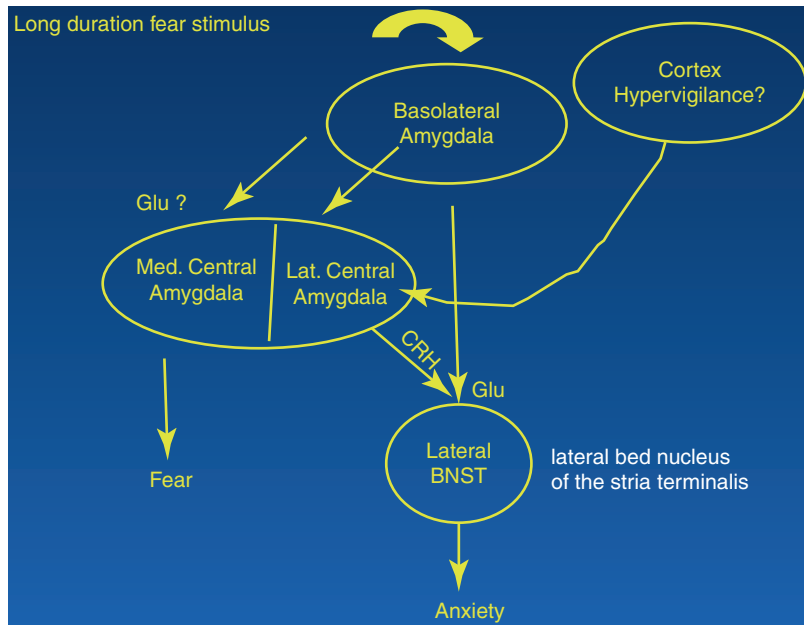 Long duration fear stimulus
Cortex
Hypervigilance?
Basolateral
Amygdala
Glu ?
Med. Central
Amygdala
Lat. Central
Amygdala
CRH
Glu
Lateral
BNST
lateral bed nucleus
of the stria terminalis
Fear
Anxiety